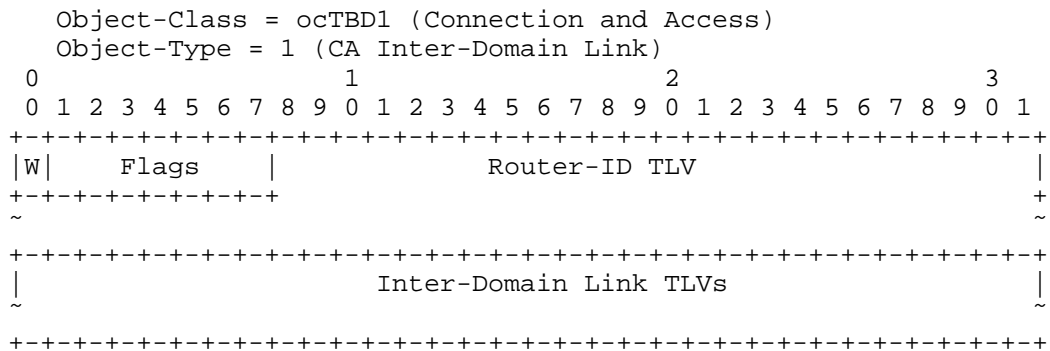 Object-Class = ocTBD1 (Connection and Access)
   Object-Type = 1 (CA Inter-Domain Link)
 0                   1                   2                   3
 0 1 2 3 4 5 6 7 8 9 0 1 2 3 4 5 6 7 8 9 0 1 2 3 4 5 6 7 8 9 0 1
+-+-+-+-+-+-+-+-+-+-+-+-+-+-+-+-+-+-+-+-+-+-+-+-+-+-+-+-+-+-+-+-+
|W|    Flags    |             Router-ID TLV                     |
+-+-+-+-+-+-+-+-+                                               +
~                                                               ~
+-+-+-+-+-+-+-+-+-+-+-+-+-+-+-+-+-+-+-+-+-+-+-+-+-+-+-+-+-+-+-+-+
|                      Inter-Domain Link TLVs                   |
~                                                               ~
+-+-+-+-+-+-+-+-+-+-+-+-+-+-+-+-+-+-+-+-+-+-+-+-+-+-+-+-+-+-+-+-+